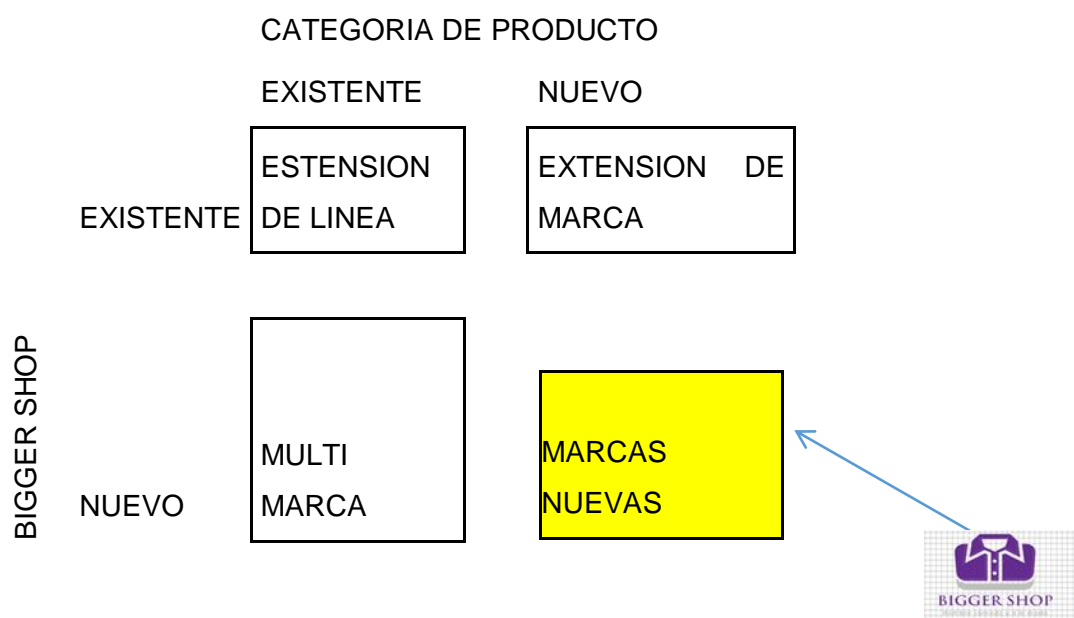 CATEGORIA DE PRODUCTO
EXISTENTE NUEVO
ESTENSION
DE LINEA
EXTENSION DE
MARCA
EXISTENTE
BIGGER SHOP
MULTI
MARCA
MARCAS
NUEVAS
NUEVO
BIGGER SHOP